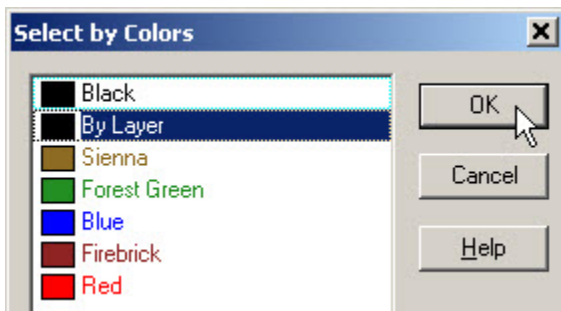 Select by Colors
Black
By Layer
Sienna
Forest Green
Blue
Firebrick
Red
OK
Cancel
Help